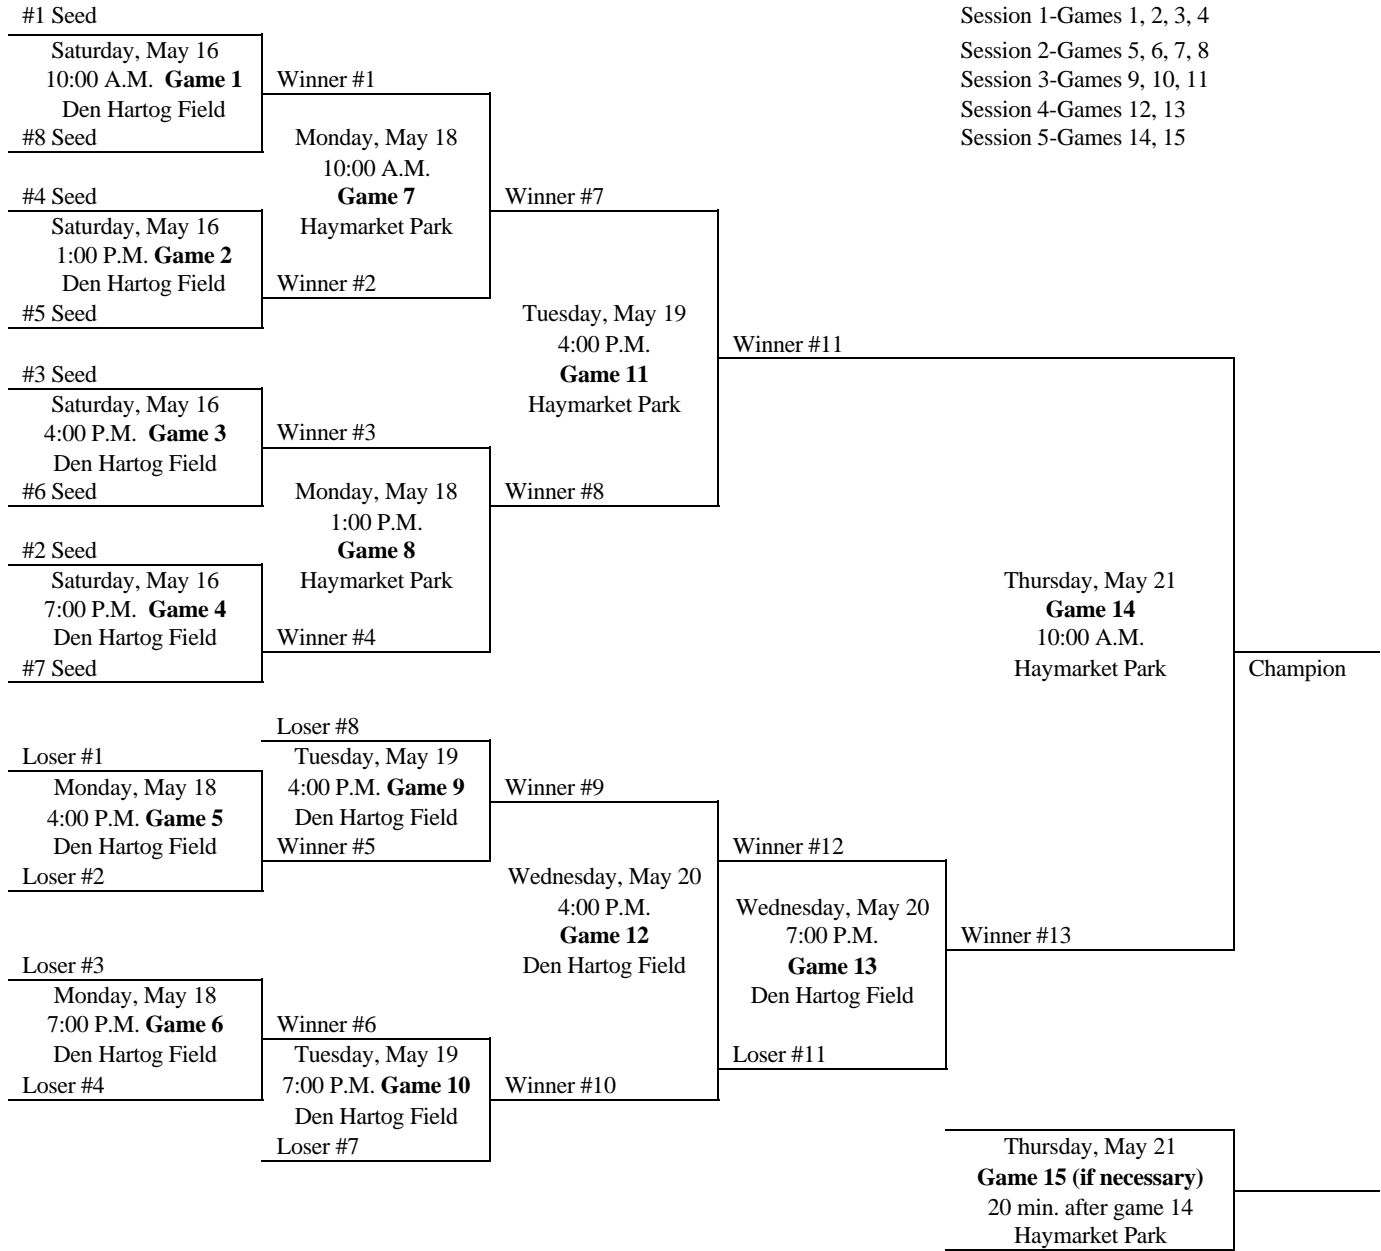 #1 Seed
Saturday, May 16
10:00 A.M. Game 1
Den Hartog Field
#8 Seed
#4 Seed
Saturday, May 16
1:00 P.M. Game 2
Den Hartog Field
#5 Seed
#3 Seed
Saturday, May 16
4:00 P.M. Game 3
Den Hartog Field
#6 Seed
#2 Seed
Saturday, May 16
7:00 P.M. Game 4
Den Hartog Field
#7 Seed
Loser #1
Monday, May 18
4:00 P.M. Game 5
Den Hartog Field
Loser #2
Loser #3
Monday, May 18
7:00 P.M. Game 6
Den Hartog Field
Loser #4
Winner #1
Monday, May 18
10:00 A.M.
Game 7
Haymarket Park
Winner #2
Winner #3
Monday, May 18
1:00 P.M.
Game 8
Haymarket Park
Winner #4
Loser #8
Tuesday, May 19
4:00 P.M. Game 9
Den Hartog Field
Winner #5
Winner #6
Tuesday, May 19
7:00 P.M. Game 10
Den Hartog Field
Loser #7
Winner #7
Tuesday, May 19
4:00 P.M.
Game 11
Haymarket Park
Winner #8
Winner #9
Wednesday, May 20
4:00 P.M.
Game 12
Den Hartog Field
Winner #10
Winner #11
Winner #12
Wednesday, May 20
7:00 P.M.
Game 13
Den Hartog Field
Loser #11
Session 1-Games 1, 2, 3, 4
Session 2-Games 5, 6, 7, 8
Session 3-Games 9, 10, 11
Session 4-Games 12, 13
Session 5-Games 14, 15
Thursday, May 21
Game 14
10:00 A.M.
Haymarket Park
Winner #13
Champion
Thursday, May 21
Game 15 (if necessary)
20 min. after game 14
Haymarket Park